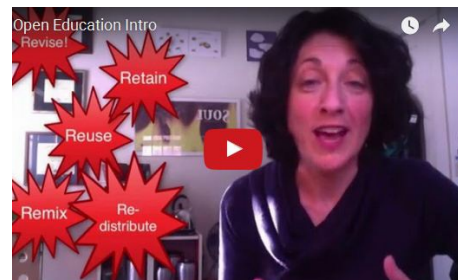 Open Education Intro
Revise!
Retain
Reuse
Remix
Re-
distribute